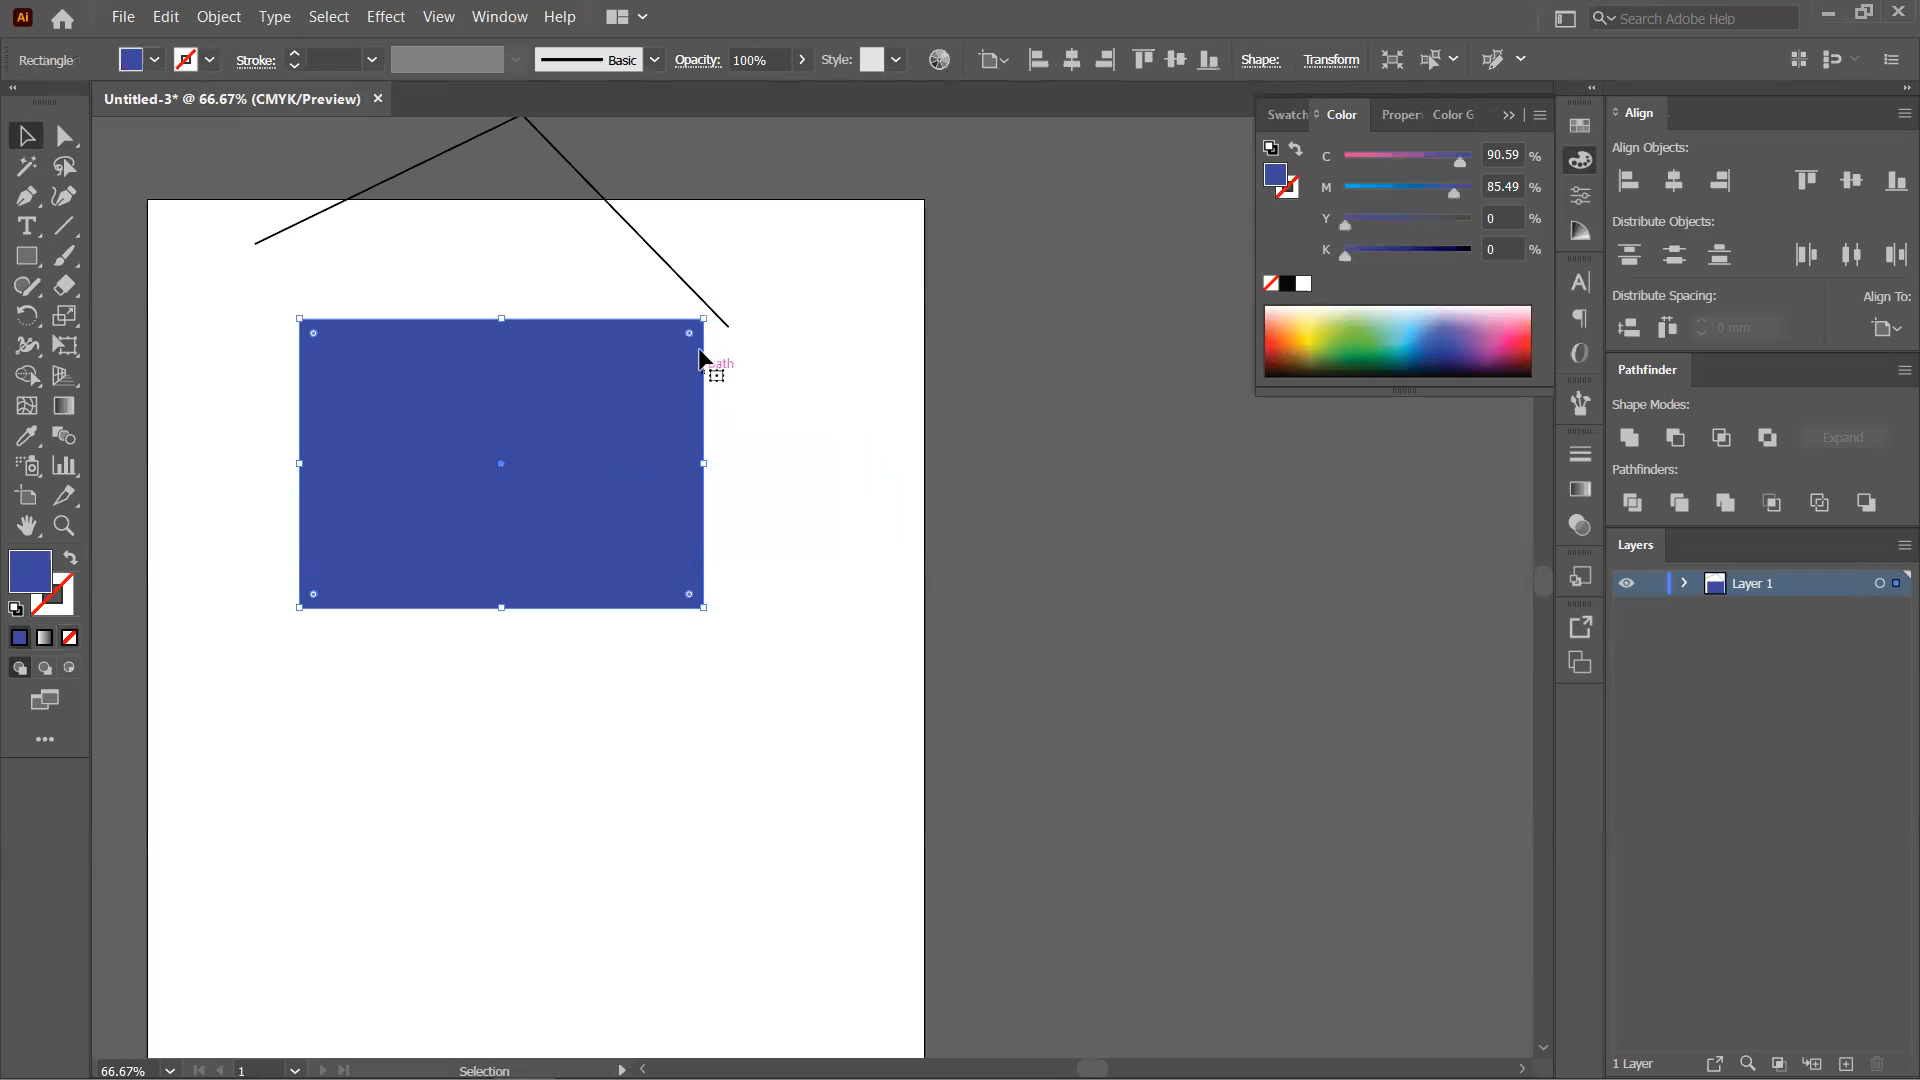 Ai File Edit Object Type Select Effect View Window Help Search Adobe Help
Rectangle Stroke: Basic Opacity: 100% Style: Shape: Transform
Untitled-3* @ 66.67% (CMYK/Preview)
Swatch Color Proper Color G
C 90.59 %
M 85.49 %
Y 0 %
K 0 %
Align
Align Objects:
Distribute Objects:
Distribute Spacing: Align To:
0 mm
Pathfinder
Shape Modes:
Expand
Pathfinders:
Layers
Layer 1
path
66.67% 1 Selection
1 Layer